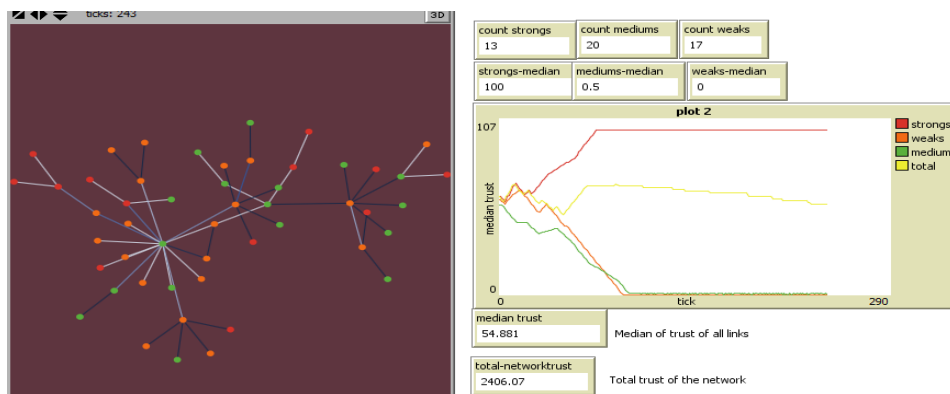 ticks: 243
3D
count strongs
13
count mediums
20
count weaks
17
strongs-median
100
mediums-median
0.5
weaks-median
0
plot 2
107
median trust
0
0
tick
290
strongs
weaks
medium
total
median trust
54.881
Median of trust of all links
total-networktrust
2406.07
Total trust of the network